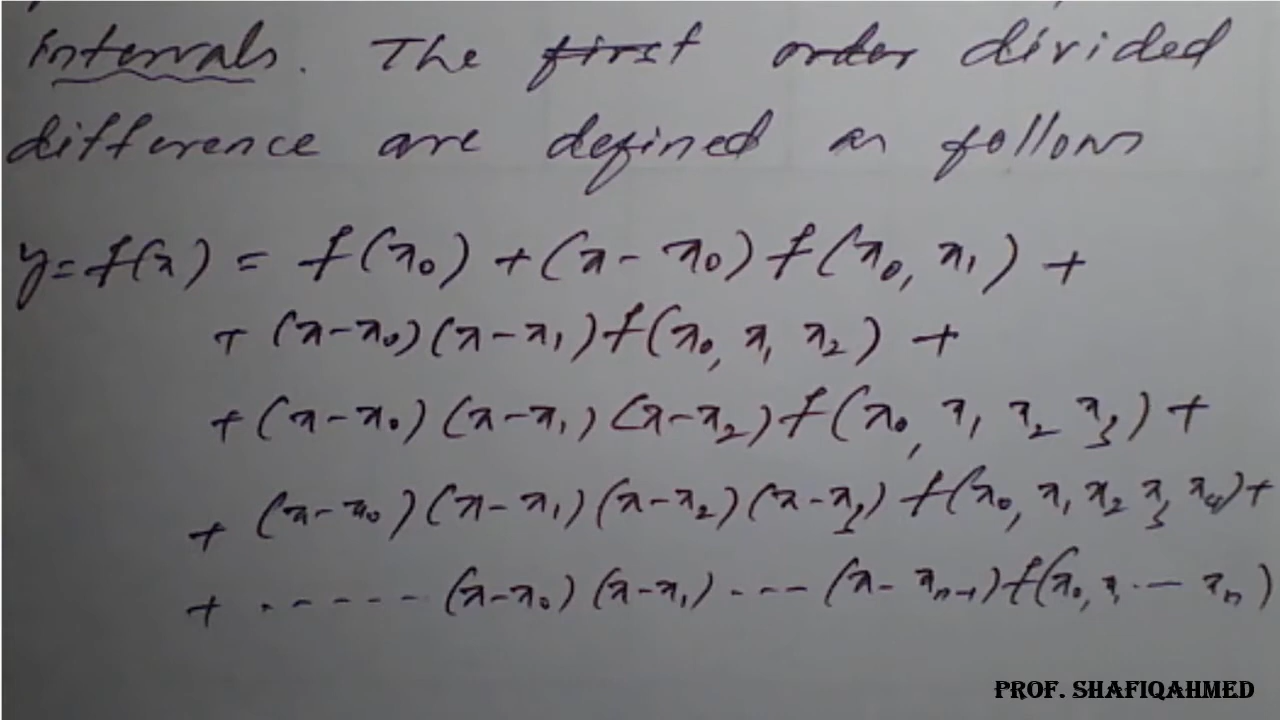 intervals. The first order divided
difference are defined as follows
y = f(x) = f(x₀) + (x - x₀) f(x₀, x₁) +
+ (x - x₀) (x - x₁) f(x₀, x₁ x₂) +
+ (x - x₀) (x - x₁) (x - x₂) f(x₀, x₁ x₂ x₃) +
+ (x - x₀) (x - x₁) (x - x₂) (x - x₃) f(x₀, x₁ x₂ x₃ x₄) +
+ ------ (x - x₀) (x - x₁) ---- (x - xₙ₋₁) f(x₀, x₁ --- xₙ)
PROF. SHAFIQAHMED